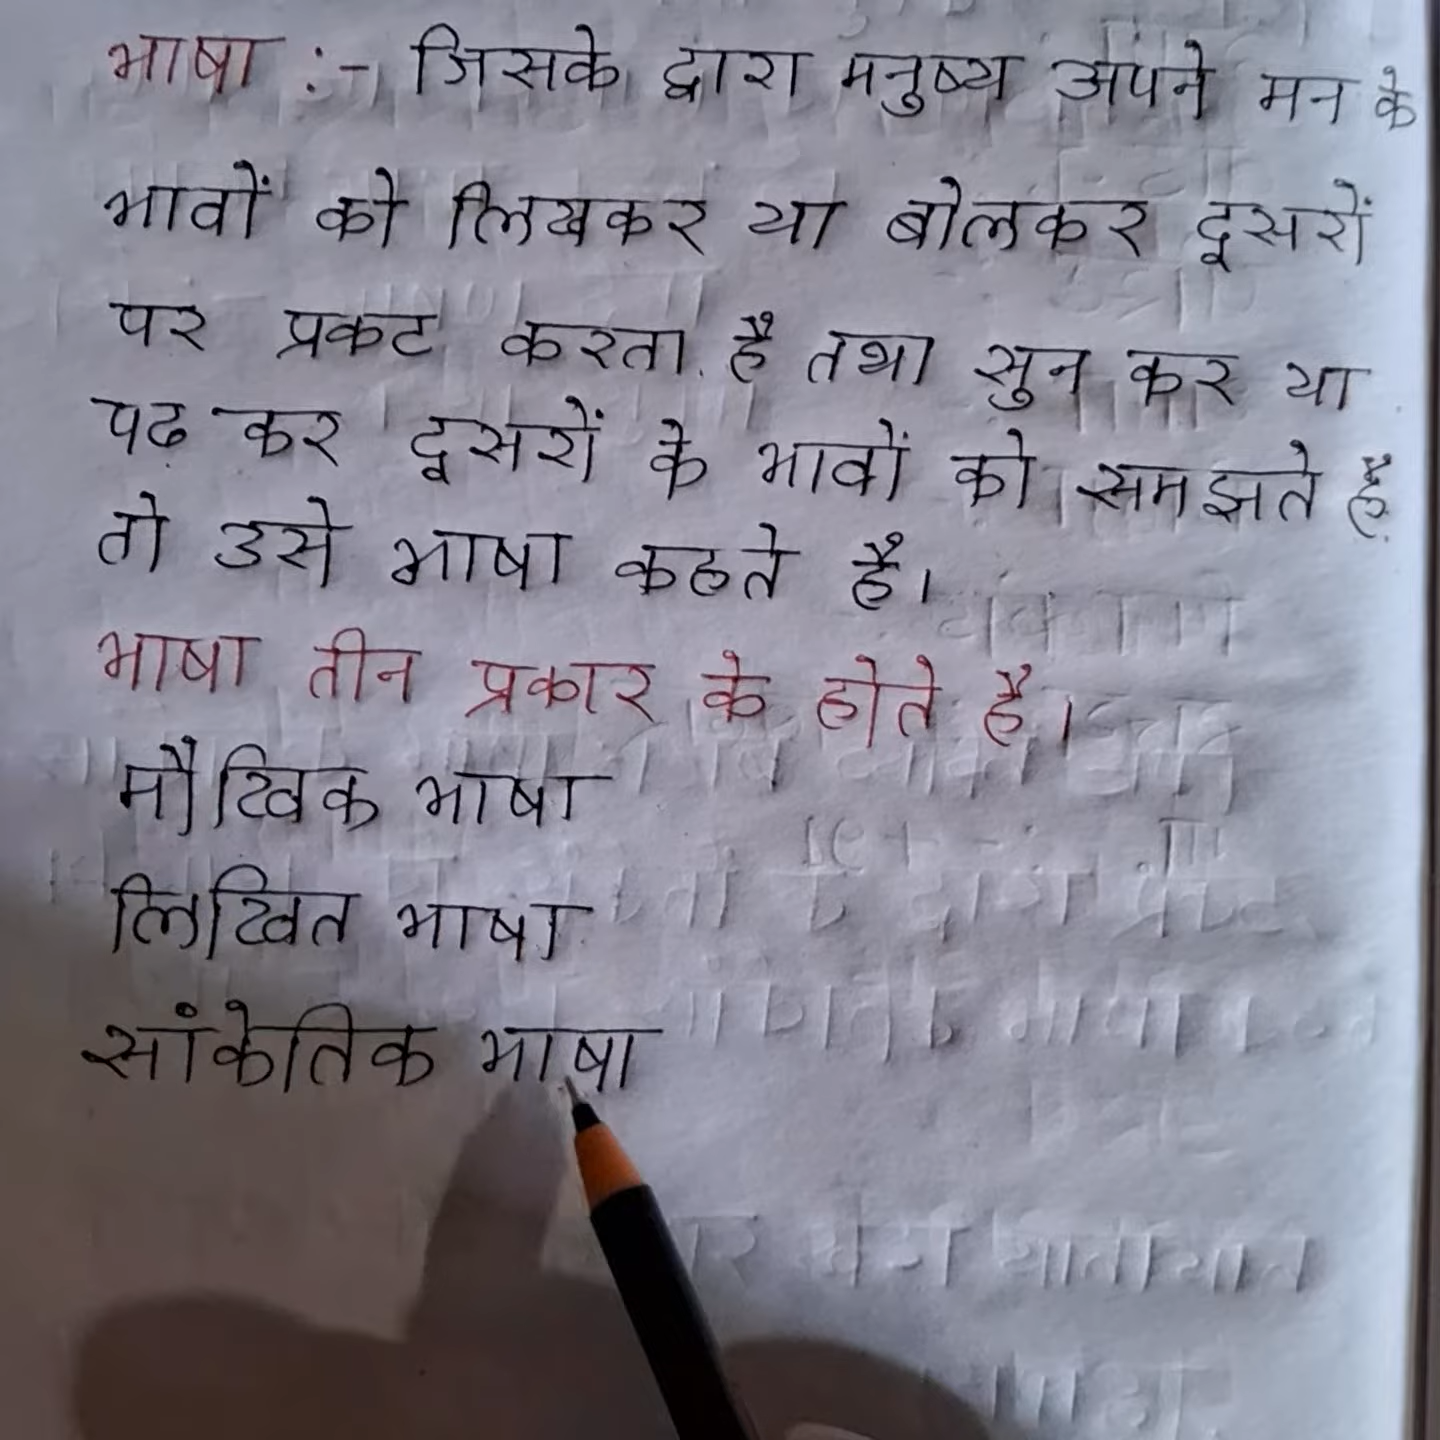 भाषा :- जिसके द्वारा मनुष्य अपने मन के
भावों को लिखकर या बोलकर दूसरों
पर प्रकट करता है तथा सुन कर या
पढ़ कर दूसरों के भावों को समझते है
तो उसे भाषा कहते है।
भाषा तीन प्रकार के होते है।
मौखिक भाषा
लिखित भाषा
सांकेतिक भाषा